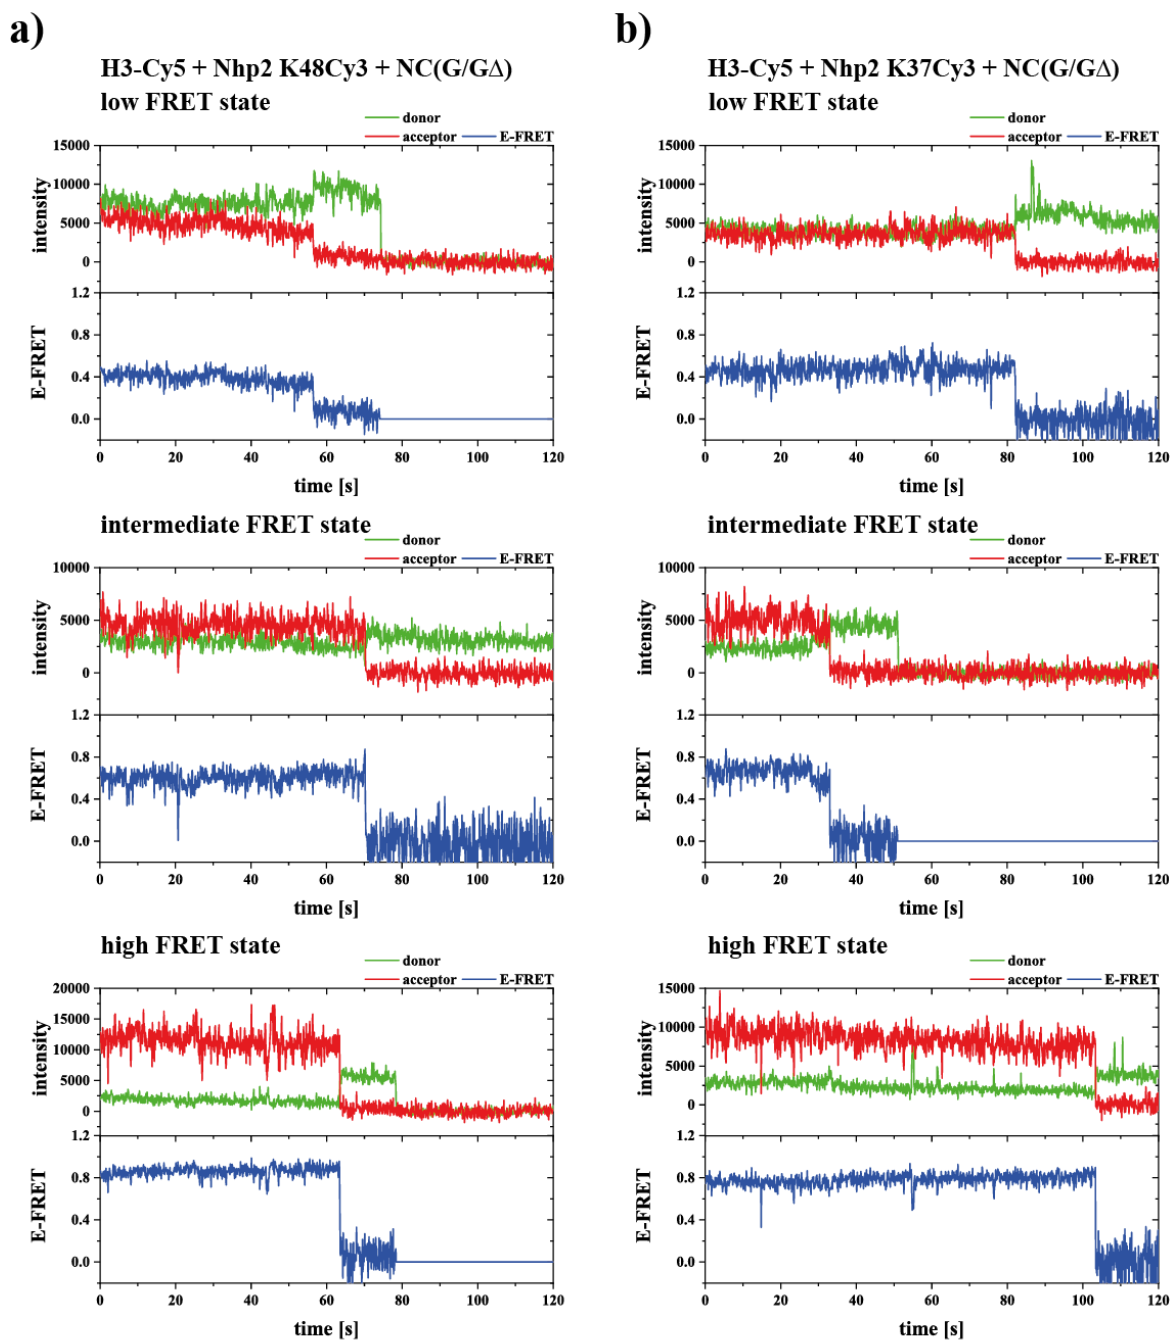 a)
H3-Cy5 + Nhp2 K48Cy3 + NC(G/GΔ)
low FRET state
donor
acceptor E-FRET
15000
10000
5000
0
intensity
1.2
0.8
0.4
0.0
E-FRET
0 20 40 60 80 100 120
time [s]
intermediate FRET state
donor
acceptor E-FRET
10000
5000
0
intensity
1.2
0.8
0.4
0.0
E-FRET
0 20 40 60 80 100 120
time [s]
high FRET state
donor
acceptor E-FRET
20000
15000
10000
5000
0
intensity
1.2
0.8
0.4
0.0
E-FRET
0 20 40 60 80 100 120
time [s]
b)
H3-Cy5 + Nhp2 K37Cy3 + NC(G/GΔ)
low FRET state
donor
acceptor E-FRET
15000
10000
5000
0
intensity
1.2
0.8
0.4
0.0
E-FRET
0 20 40 60 80 100 120
time [s]
intermediate FRET state
donor
acceptor E-FRET
10000
5000
0
intensity
1.2
0.8
0.4
0.0
E-FRET
0 20 40 60 80 100 120
time [s]
high FRET state
donor
acceptor E-FRET
15000
10000
5000
0
intensity
1.2
0.8
0.4
0.0
E-FRET
0 20 40 60 80 100 120
time [s]